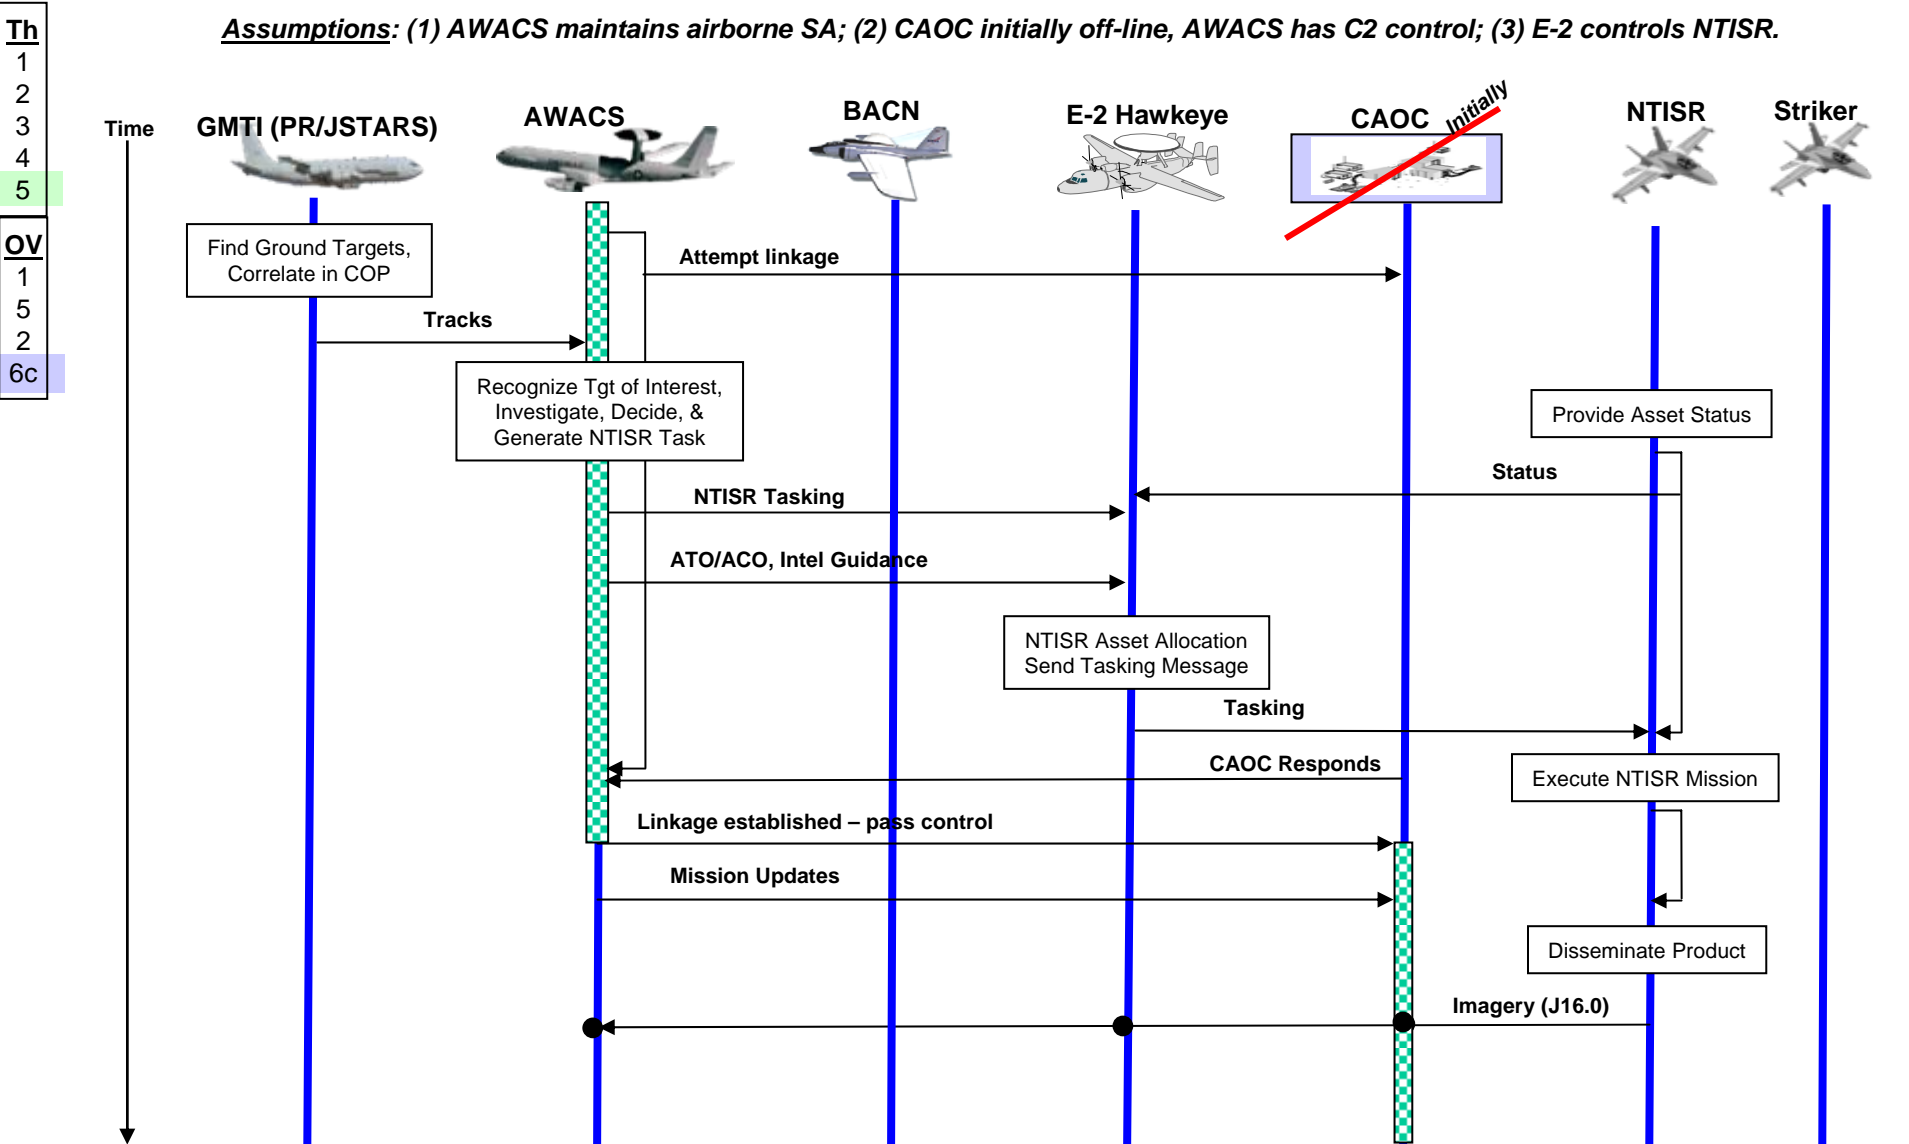 Assumptions: (1) AWACS maintains airborne SA; (2) CAOC initially off-line, AWACS has C2 control; (3) E-2 controls NTISR.
Th
1
2
3
4
5
OV
1
5
2
6c
Time
GMTI (PR/JSTARS)
AWACS
BACN
E-2 Hawkeye
CAOC
Initially
NTISR
Striker
Find Ground Targets,
Correlate in COP
Attempt linkage
Tracks
Recognize Tgt of Interest,
Investigate, Decide, &
Generate NTISR Task
Provide Asset Status
Status
NTISR Tasking
ATO/ACO, Intel Guidance
NTISR Asset Allocation
Send Tasking Message
Tasking
CAOC Responds
Execute NTISR Mission
Linkage established – pass control
Mission Updates
Disseminate Product
Imagery (J16.0)